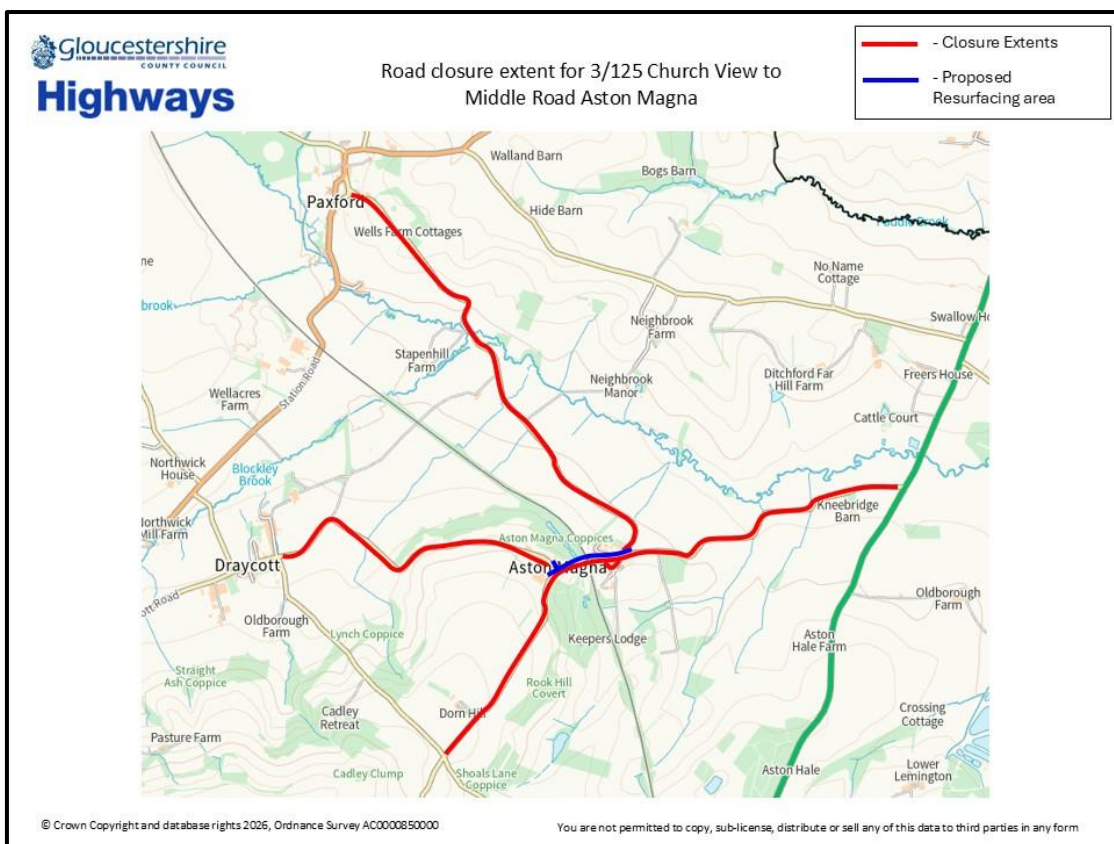 Gloucestershire
COUNTY COUNCIL
Highways
Road closure extent for 3/125 Church View to
Middle Road Aston Magna
- Closure Extents
- Proposed
Resurfacing area
Walland Barn
Bogs Barn
Paxford
Hide Barn
Wells Farm Cottages
ne
No Name
Cottage
brook
Swallow Ho
Neighbrook
Farm
Stapenhill
Farm
Station Road
Neighbrook
Manor
Ditchford Far
Hill Farm
Freers House
Wellacres
Farm
Cattle Court
Northwick
House
Blockley
Brook
Kneebridge
Barn
Northwick
Mill Farm
Aston Magna Coppices
Draycott
Aston Magna
ott Road
Oldborough
Farm
Oldborough
Farm
Lynch Coppice
Keepers Lodge
Aston
Hale Farm
Straight
Ash Coppice
Rook Hill
Covert
Cadley
Retreat
Dorn Hill
Crossing
Cottage
Pasture Farm
Cadley Clump
Shoals Lane
Coppice
Aston Hale
Lower
Lemington
© Crown Copyright and database rights 2026, Ordnance Survey AC0000850000
You are not permitted to copy, sub-license, distribute or sell any of this data to third parties in any form